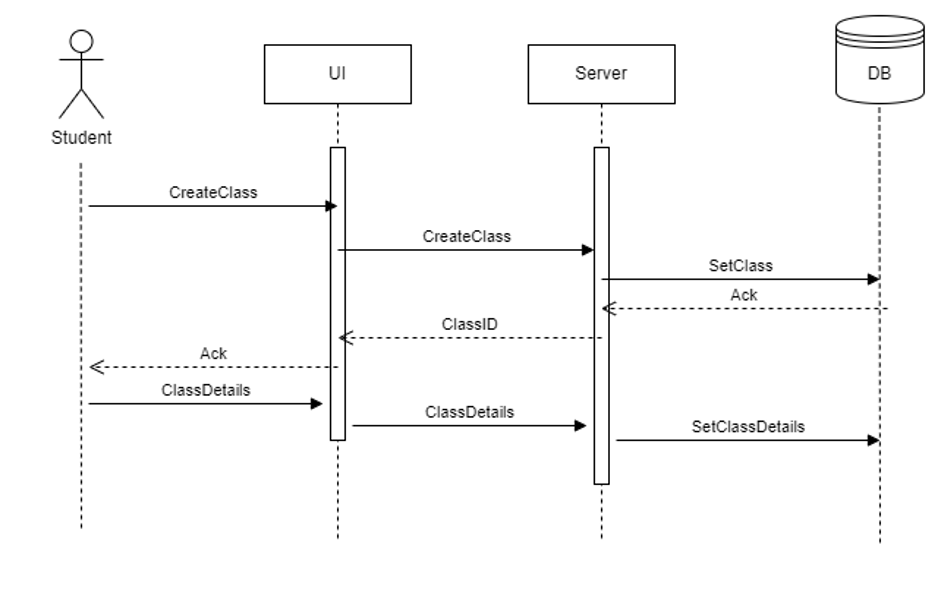 UI
Server
DB
Student
CreateClass
CreateClass
SetClass
Ack
ClassID
Ack
ClassDetails
ClassDetails
SetClassDetails